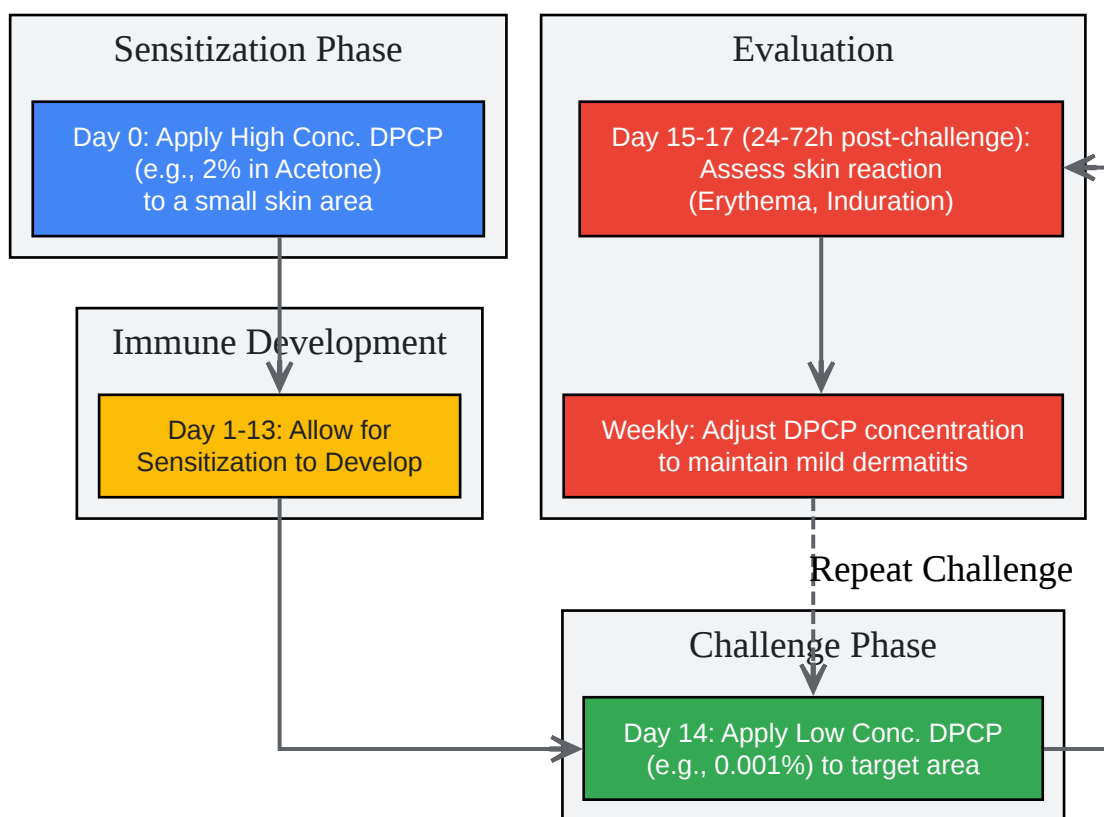 Sensitization Phase
Day 0: Apply High Conc. DPCP
(e.g., 2% in Acetone)
to a small skin area
Immune Development
Day 1-13: Allow for
Sensitization to Develop
Evaluation
Day 15-17 (24-72h post-challenge):
Assess skin reaction
(Erythema, Induration)
Weekly: Adjust DPCP concentration
to maintain mild dermatitis
Repeat Challenge
Challenge Phase
Day 14: Apply Low Conc. DPCP
(e.g., 0.001%) to target area